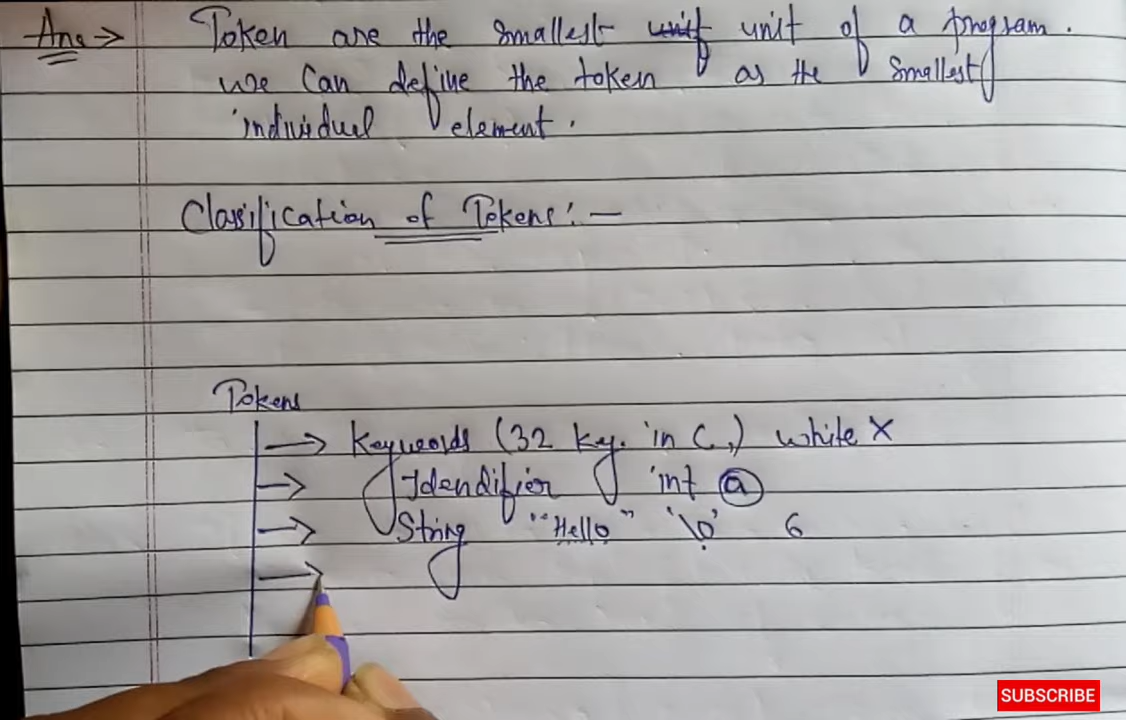 Ans →
Token are the smallest unit unit of a program.
we can define the token as the smallest
individual element.
Classification of Tokens:-
Tokens
→ Keywords (32 key. in C,) while X
→ Idendifier int a
→ String "Hello" '\0' 6
→
SUBSCRIBE